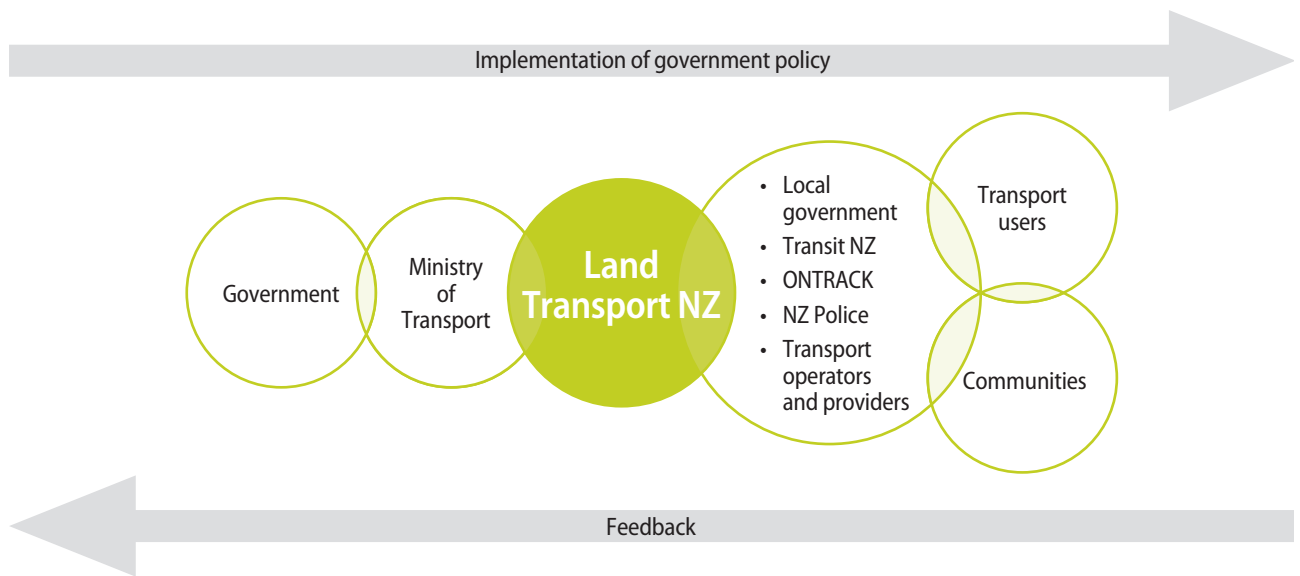 Implementation of government policy
Government
Ministry
of
Transport
Land
Transport NZ
• Local
government
• Transit NZ
• ONTRACK
• NZ Police
• Transport
operators
and providers
Transport
users
Communities
Feedback